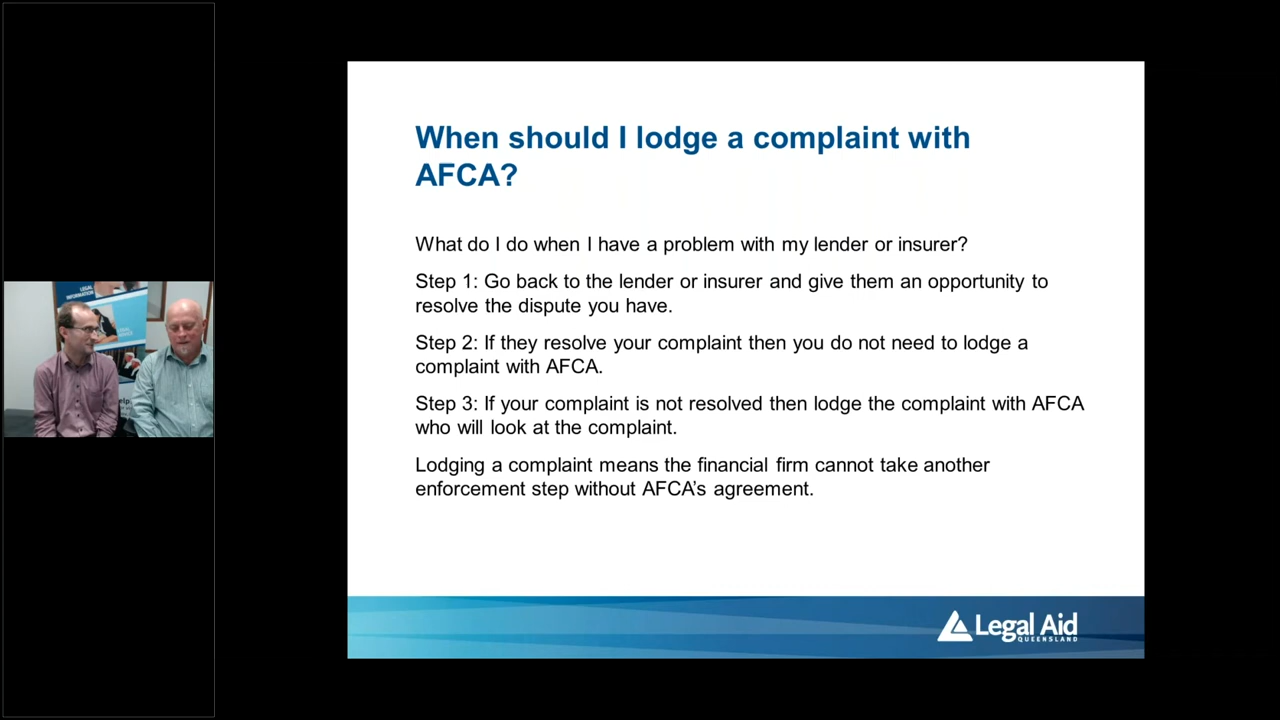 When should I lodge a complaint with
AFCA?
What do I do when I have a problem with my lender or insurer?
Step 1: Go back to the lender or insurer and give them an opportunity to
resolve the dispute you have.
Step 2: If they resolve your complaint then you do not need to lodge a
complaint with AFCA.
Step 3: If your complaint is not resolved then lodge the complaint with AFCA
who will look at the complaint.
Lodging a complaint means the financial firm cannot take another
enforcement step without AFCA's agreement.
Legal Aid
QUEENSLAND
LEGAL
INFORMATION